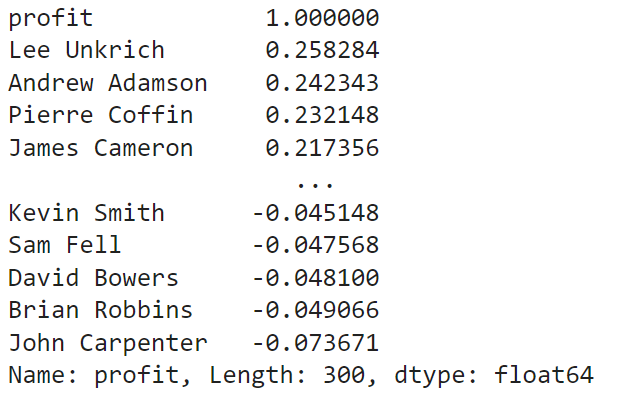 profit             1.000000
Lee Unkrich        0.258284
Andrew Adamson     0.242343
Pierre Coffin      0.232148
James Cameron      0.217356
                     ...
Kevin Smith       -0.045148
Sam Fell          -0.047568
David Bowers      -0.048100
Brian Robbins     -0.049066
John Carpenter    -0.073671
Name: profit, Length: 300, dtype: float64